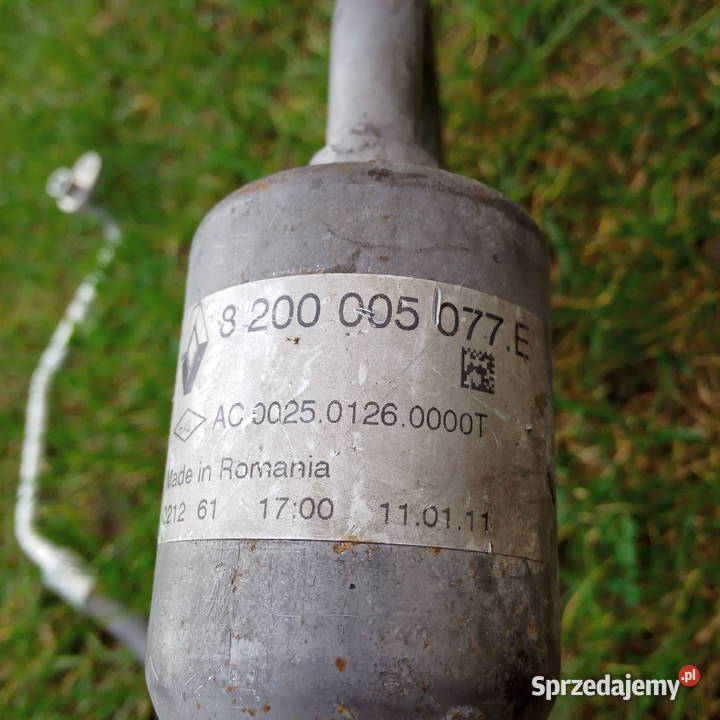 8 200 005 077.E
AC 0025.0126.0000T
Made in Romania
0212 61 17:00 11.01.11
Sprzedajemy.pl